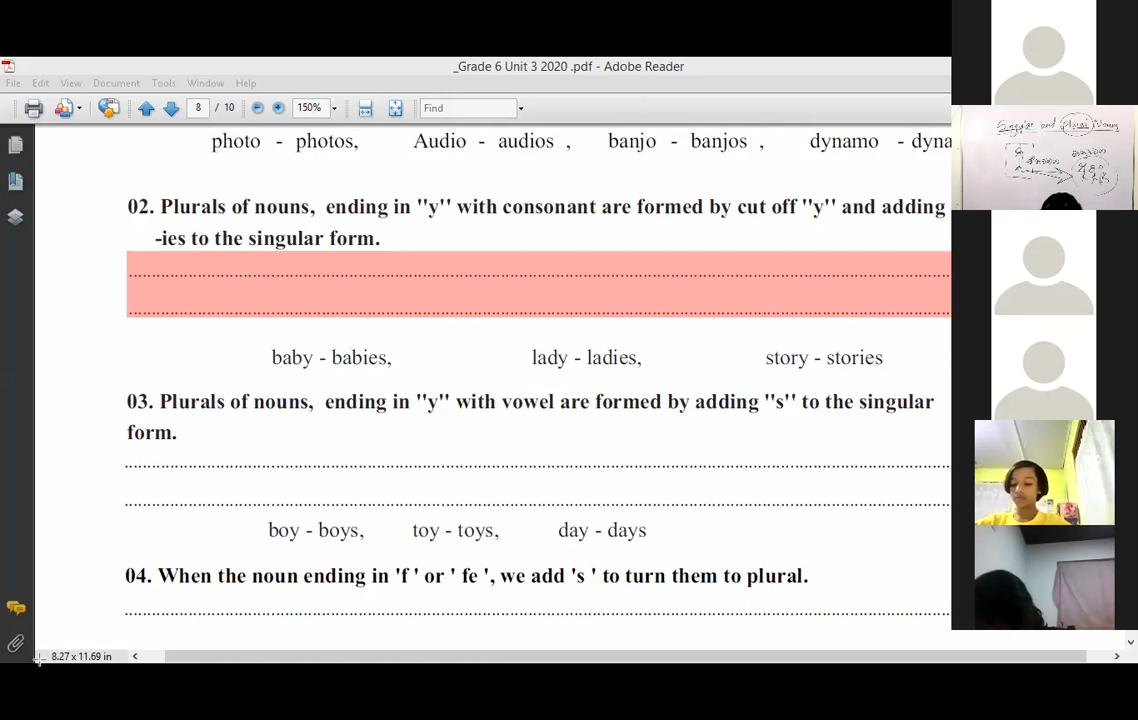 _Grade 6 Unit 3 2020 .pdf - Adobe Reader
File Edit View Document Tools Window Help
8 / 10 150% Find
photo - photos, Audio - audios , banjo - banjos , dynamo - dyna
Singular and plural Nouns
02. Plurals of nouns, ending in "y" with consonant are formed by cut off "y" and adding
-ies to the singular form.
baby - babies, lady - ladies, story - stories
03. Plurals of nouns, ending in "y" with vowel are formed by adding "s" to the singular
form.
boy - boys, toy - toys, day - days
04. When the noun ending in 'f ' or ' fe ', we add 's ' to turn them to plural.
8.27 x 11.69 in